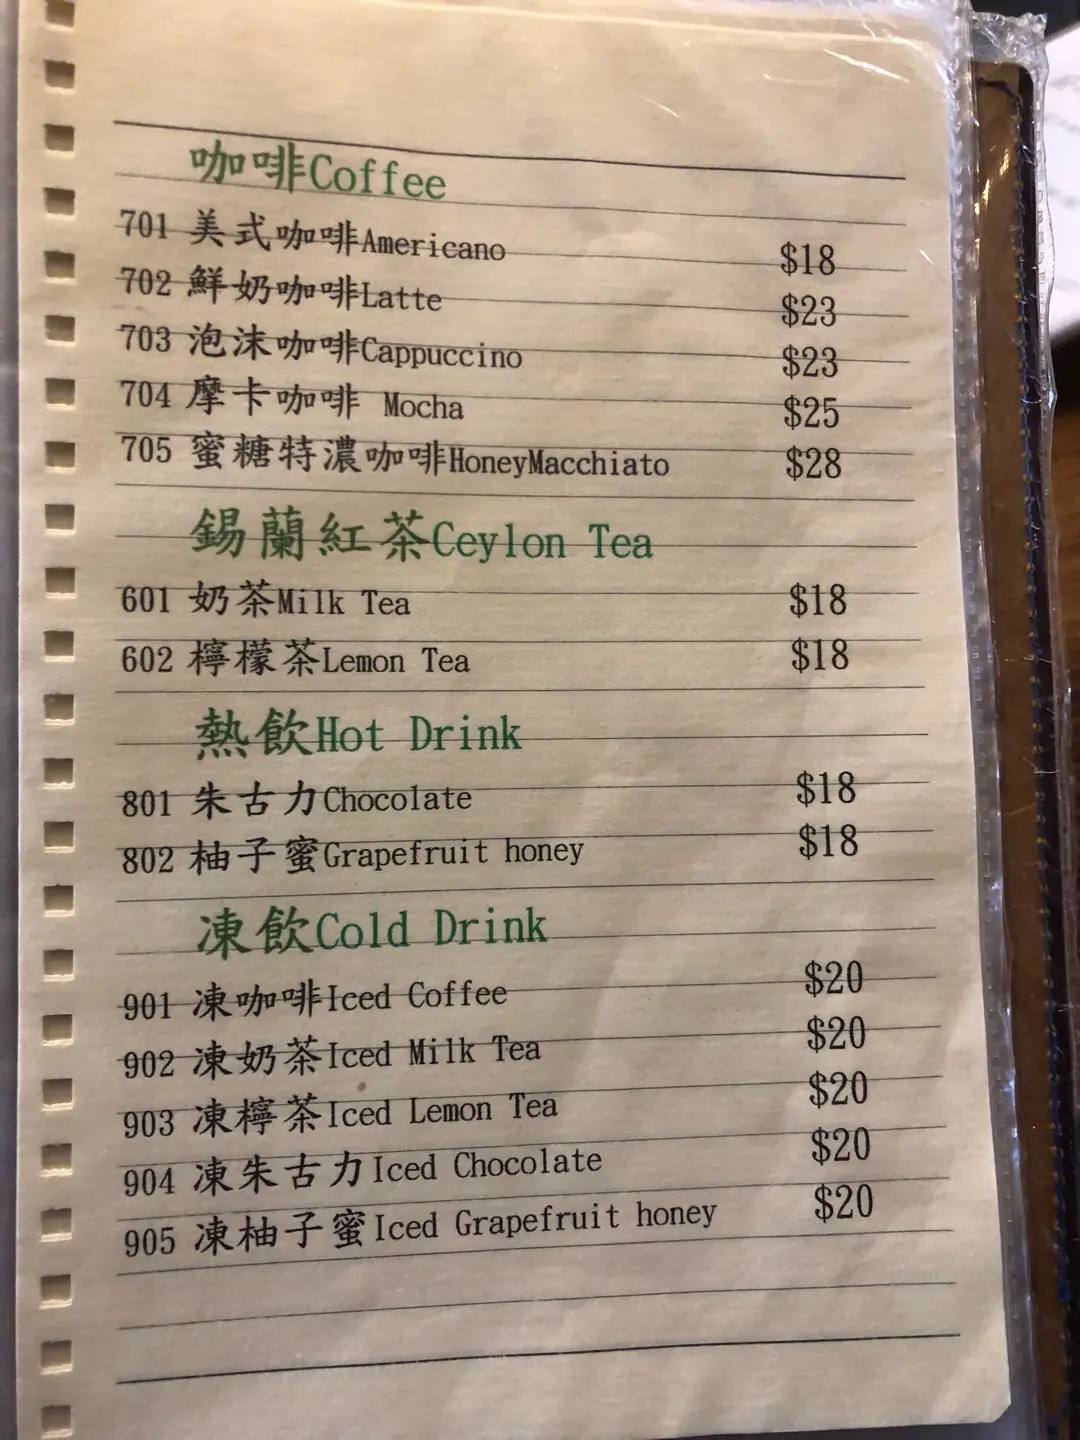 咖啡Coffee
701 美式咖啡Americano $18
702 鮮奶咖啡Latte $23
703 泡沫咖啡Cappuccino $23
704 摩卡咖啡 Mocha $25
705 蜜糖特濃咖啡HoneyMacchiato $28
錫蘭紅茶Ceylon Tea
601 奶茶Milk Tea $18
602 檸檬茶Lemon Tea $18
熱飲Hot Drink
801 朱古力Chocolate $18
802 柚子蜜Grapefruit honey $18
凍飲Cold Drink
901 凍咖啡Iced Coffee $20
902 凍奶茶Iced Milk Tea $20
903 凍檸茶Iced Lemon Tea $20
904 凍朱古力Iced Chocolate $20
905 凍柚子蜜Iced Grapefruit honey $20